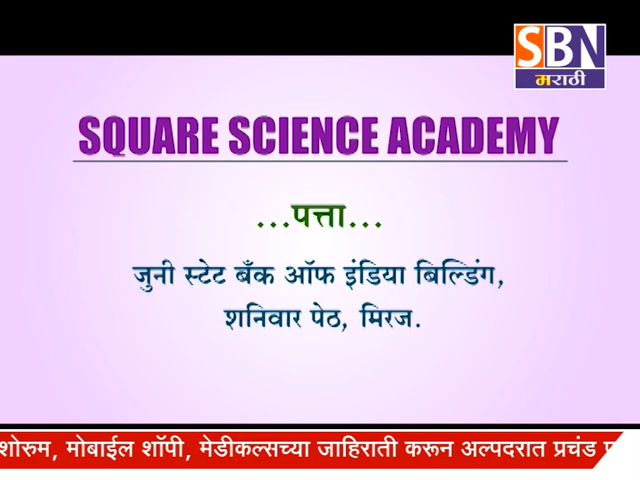 SBN
मराठी
SQUARE SCIENCE ACADEMY
...पत्ता...
जुनी स्टेट बँक ऑफ इंडिया बिल्डिंग,
शनिवार पेठ, मिरज.
शोरुम, मोबाईल शॉपी, मेडीकल्सच्या जाहिराती करून अल्पदरात प्रचंड